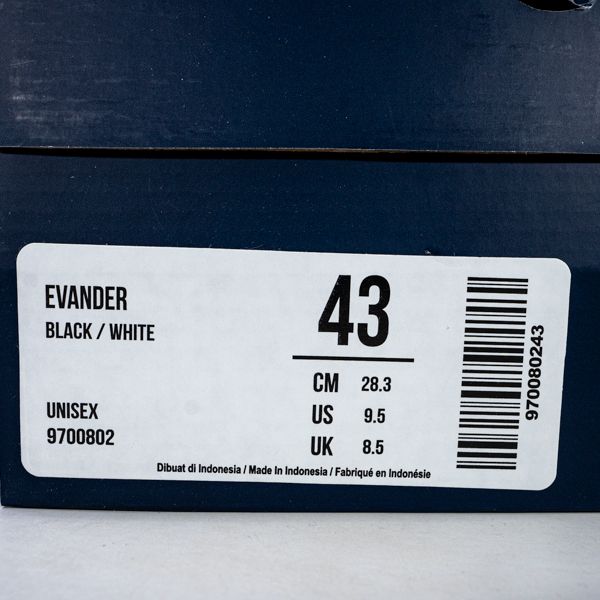 EVANDER
BLACK / WHITE
UNISEX
9700802
43
CM 28.3
US 9.5
UK 8.5
970080243
Dibuat di Indonesia / Made In Indonesia / Fabriqué en Indonésie